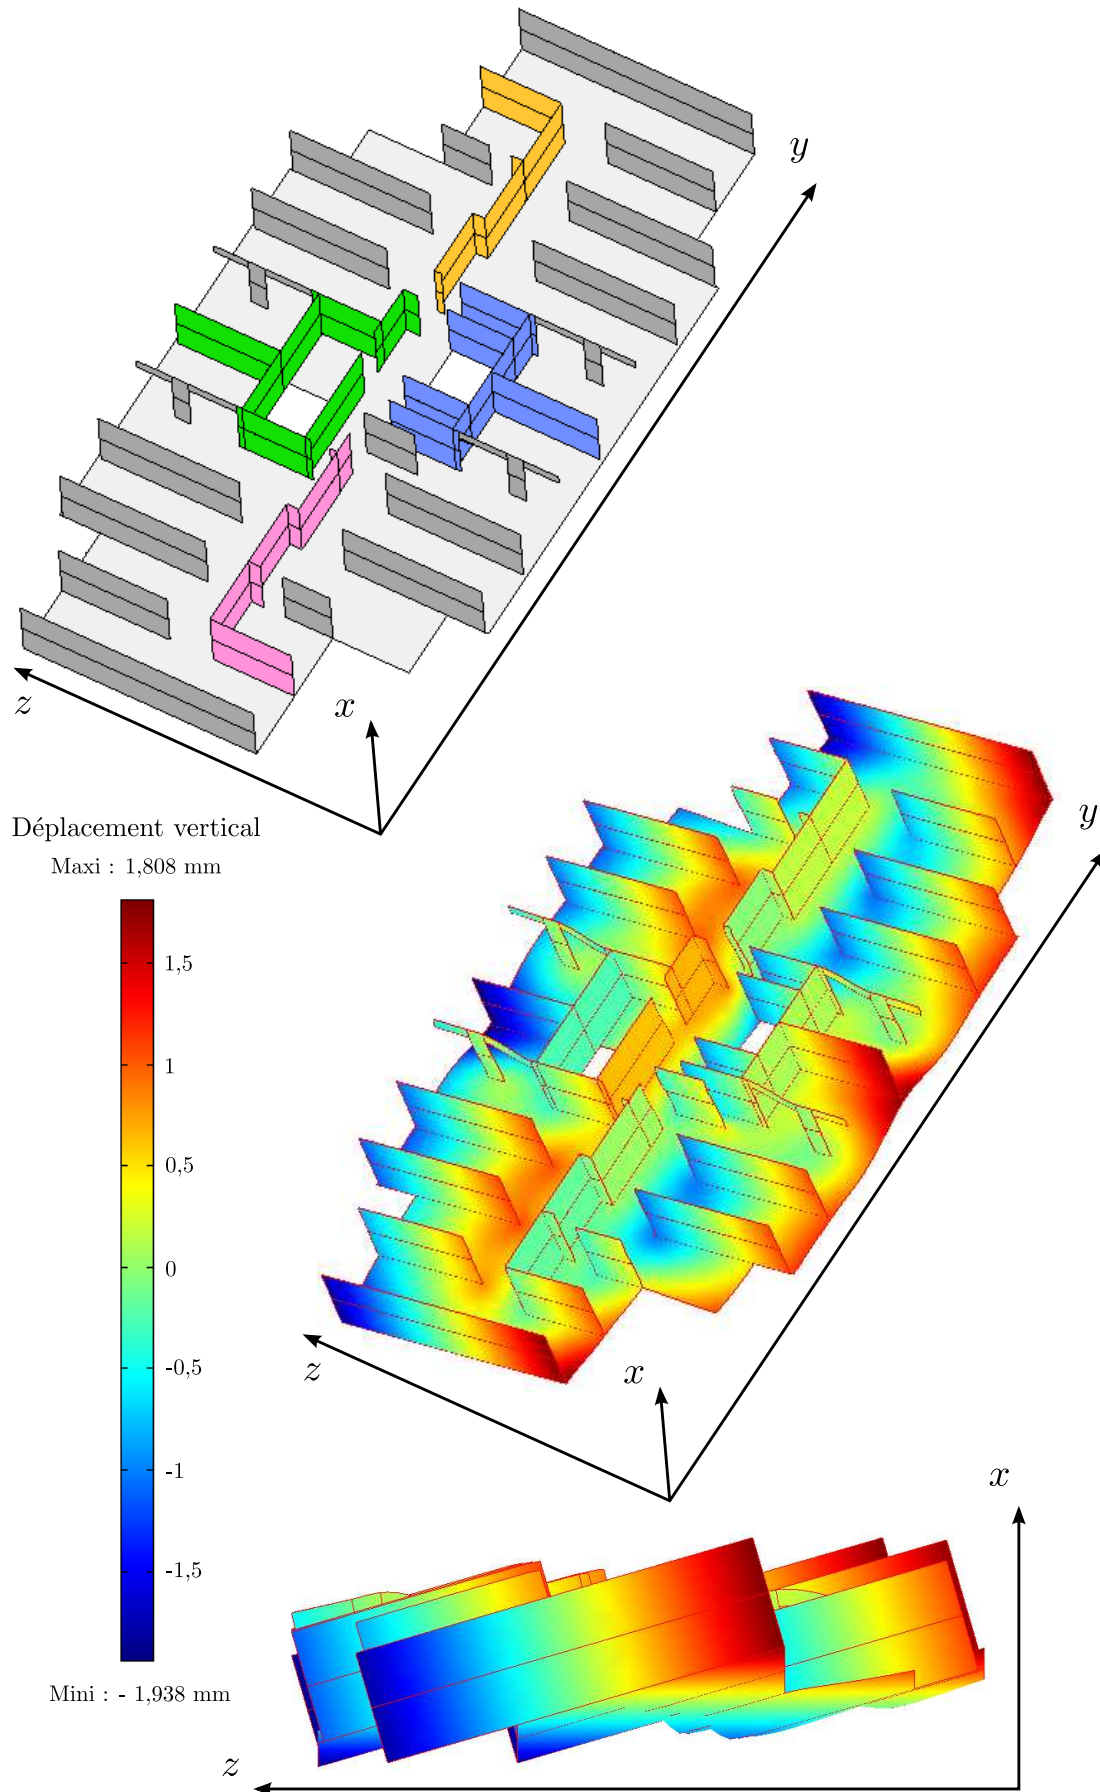 y
z
x
Déplacement vertical
Maxi : 1,808 mm
y
1,5
1
0,5
0
-0,5
-1
-1,5
z
x
x
Mini : - 1,938 mm
z